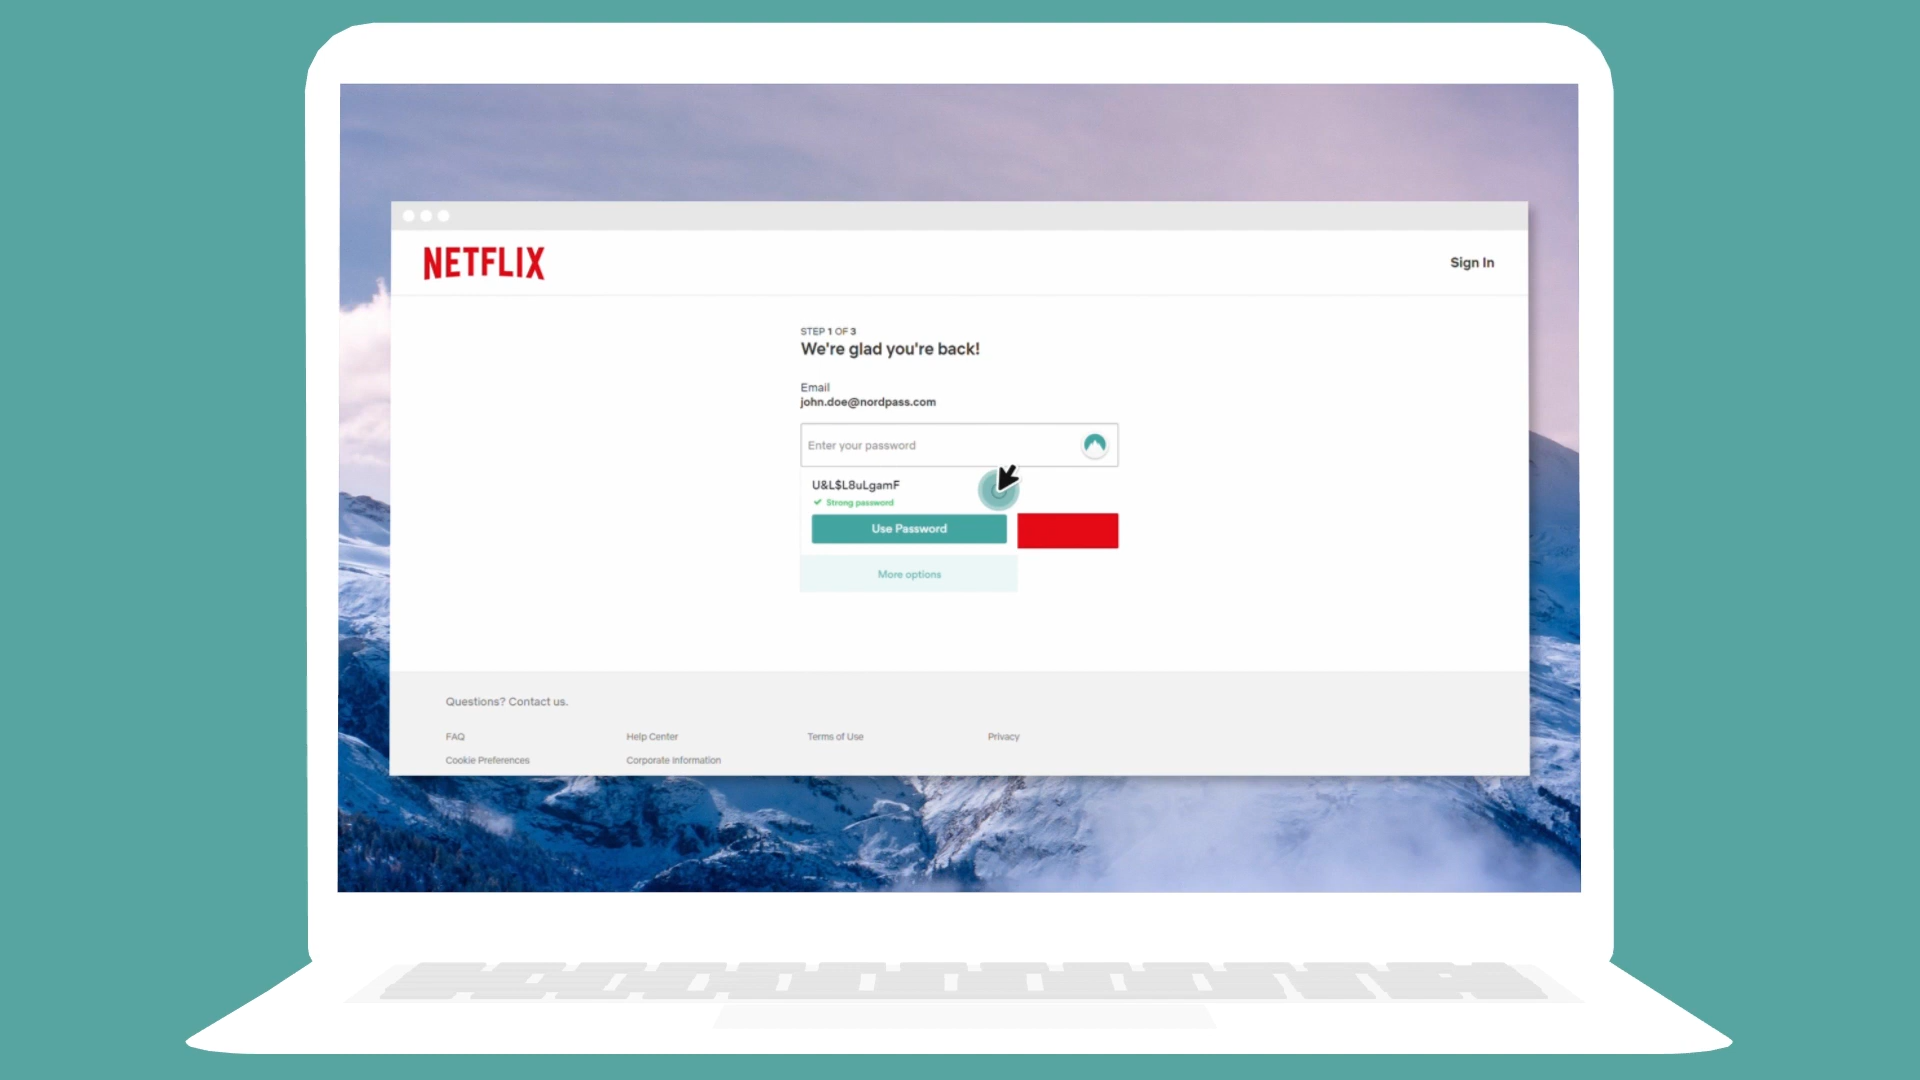 NETFLIX
Sign In
STEP 1 OF 3
We're glad you're back!
Email
john.doe@nordpass.com
Enter your password
U&L$L8uLgamF
Strong password
Use Password
More options
Questions? Contact us.
FAQ
Help Center
Terms of Use
Privacy
Cookie Preferences
Corporate Information